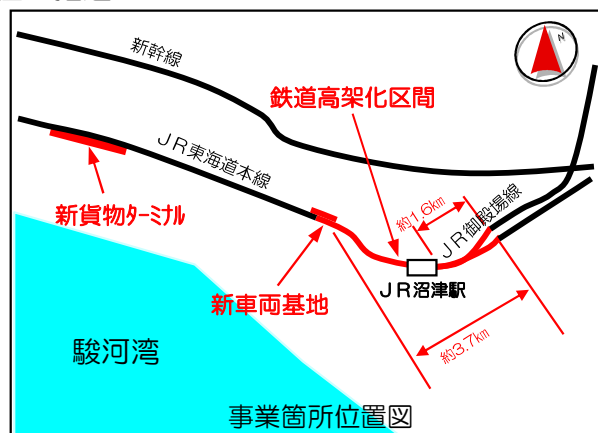 新幹線
N
鉄道高架化区間
JR東海道本線
新貨物ターミナル
約1.6km
JR御殿場線
新車両基地
JR沼津駅
約3.7km
駿河湾
事業箇所位置図